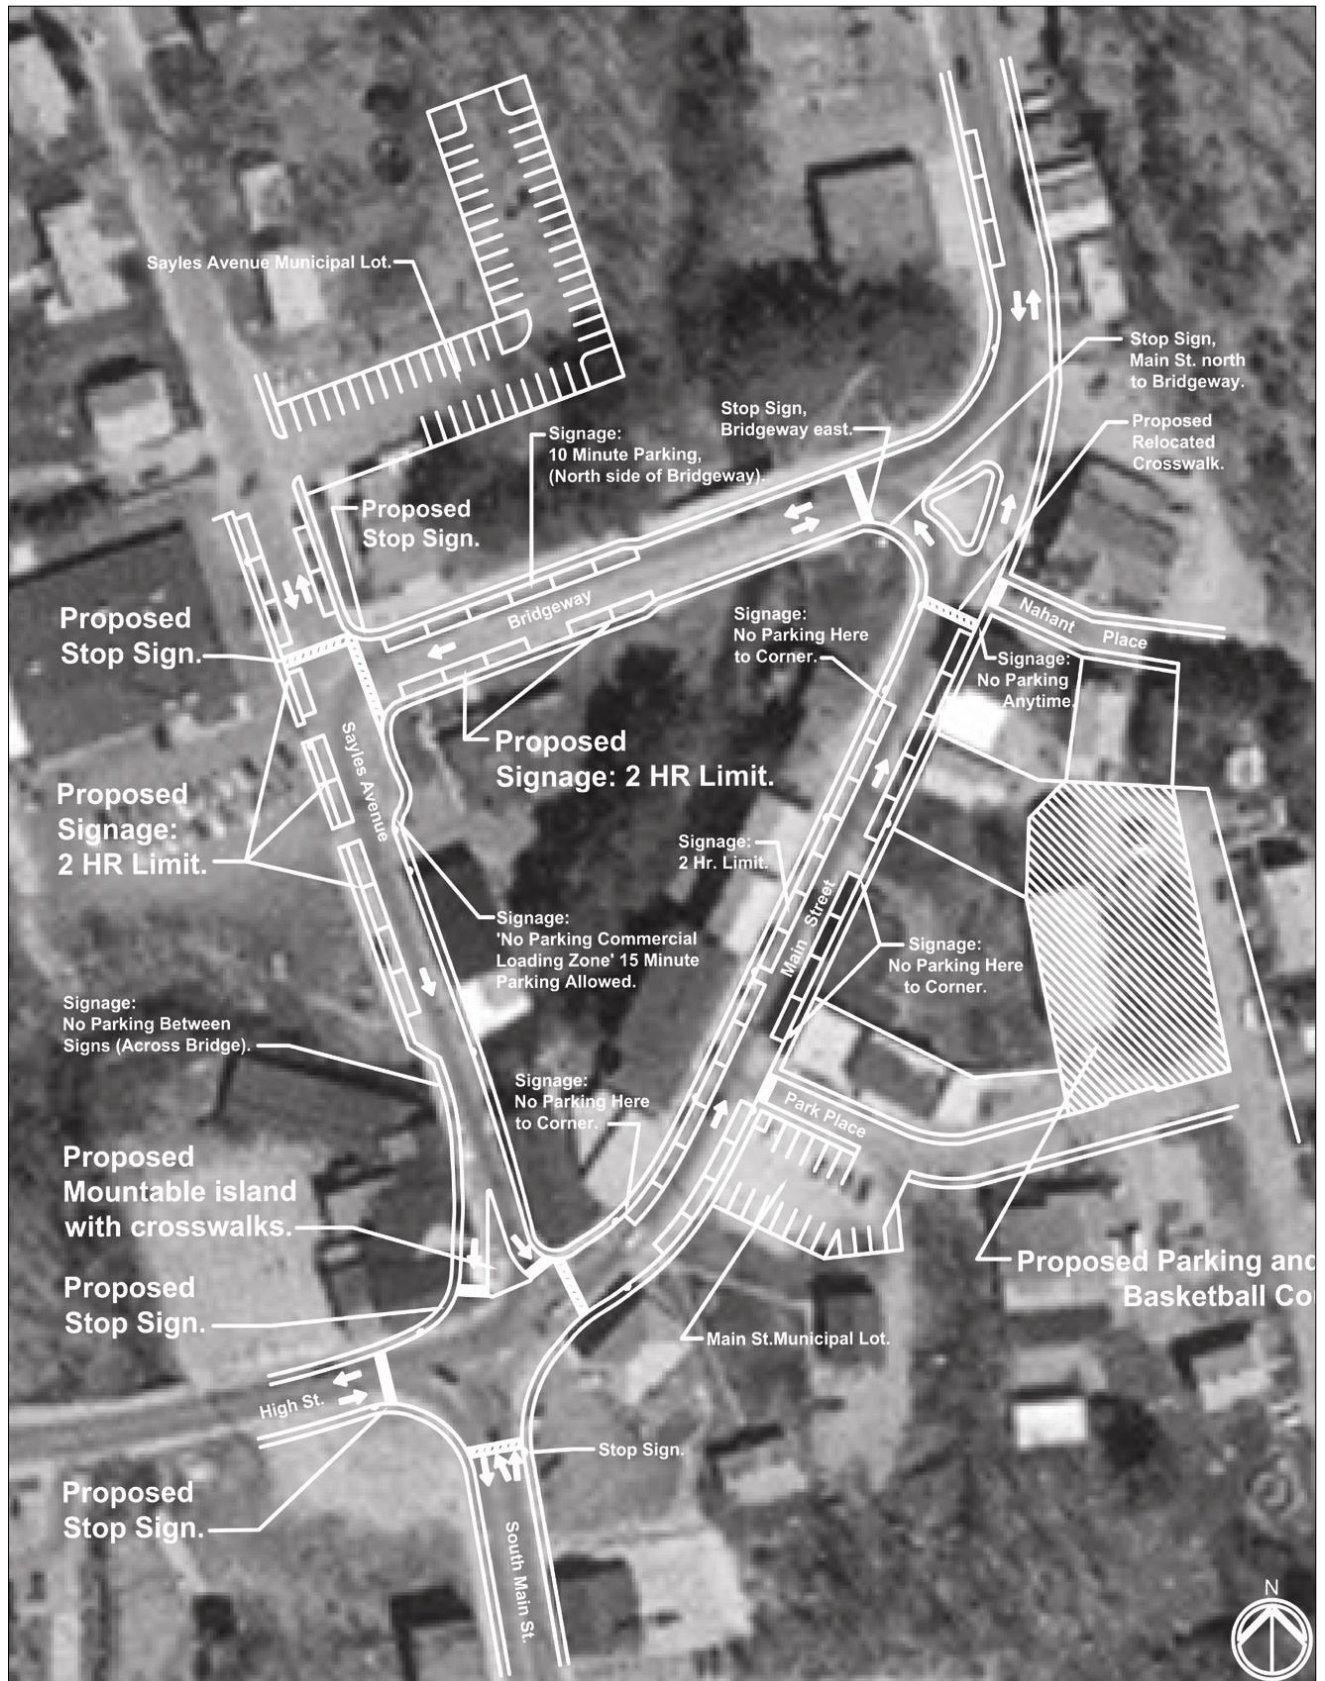 Sayles Avenue Municipal Lot.
Stop Sign,
Main St. north
to Bridgeway.
Stop Sign,
Bridgeway east.
Proposed
Relocated
Crosswalk.
Signage:
10 Minute Parking,
(North side of Bridgeway).
Proposed
Stop Sign.
Bridgeway
Proposed
Stop Sign.
Signage:
No Parking Here
to Corner.
Nahant Place
Signage:
No Parking
Anytime.
Sayles Avenue
Proposed
Signage: 2 HR Limit.
Proposed
Signage:
2 HR Limit.
Signage:
2 Hr. Limit.
Main Street
Signage:
'No Parking Commercial
Loading Zone' 15 Minute
Parking Allowed.
Signage:
No Parking Here
to Corner.
Signage:
No Parking Between
Signs (Across Bridge).
Signage:
No Parking Here
to Corner.
Park Place
Proposed
Mountable island
with crosswalks.
Proposed Parking and
Basketball Co
Proposed
Stop Sign.
Main St.Municipal Lot.
High St.
Stop Sign.
Proposed
Stop Sign.
South Main St.
N